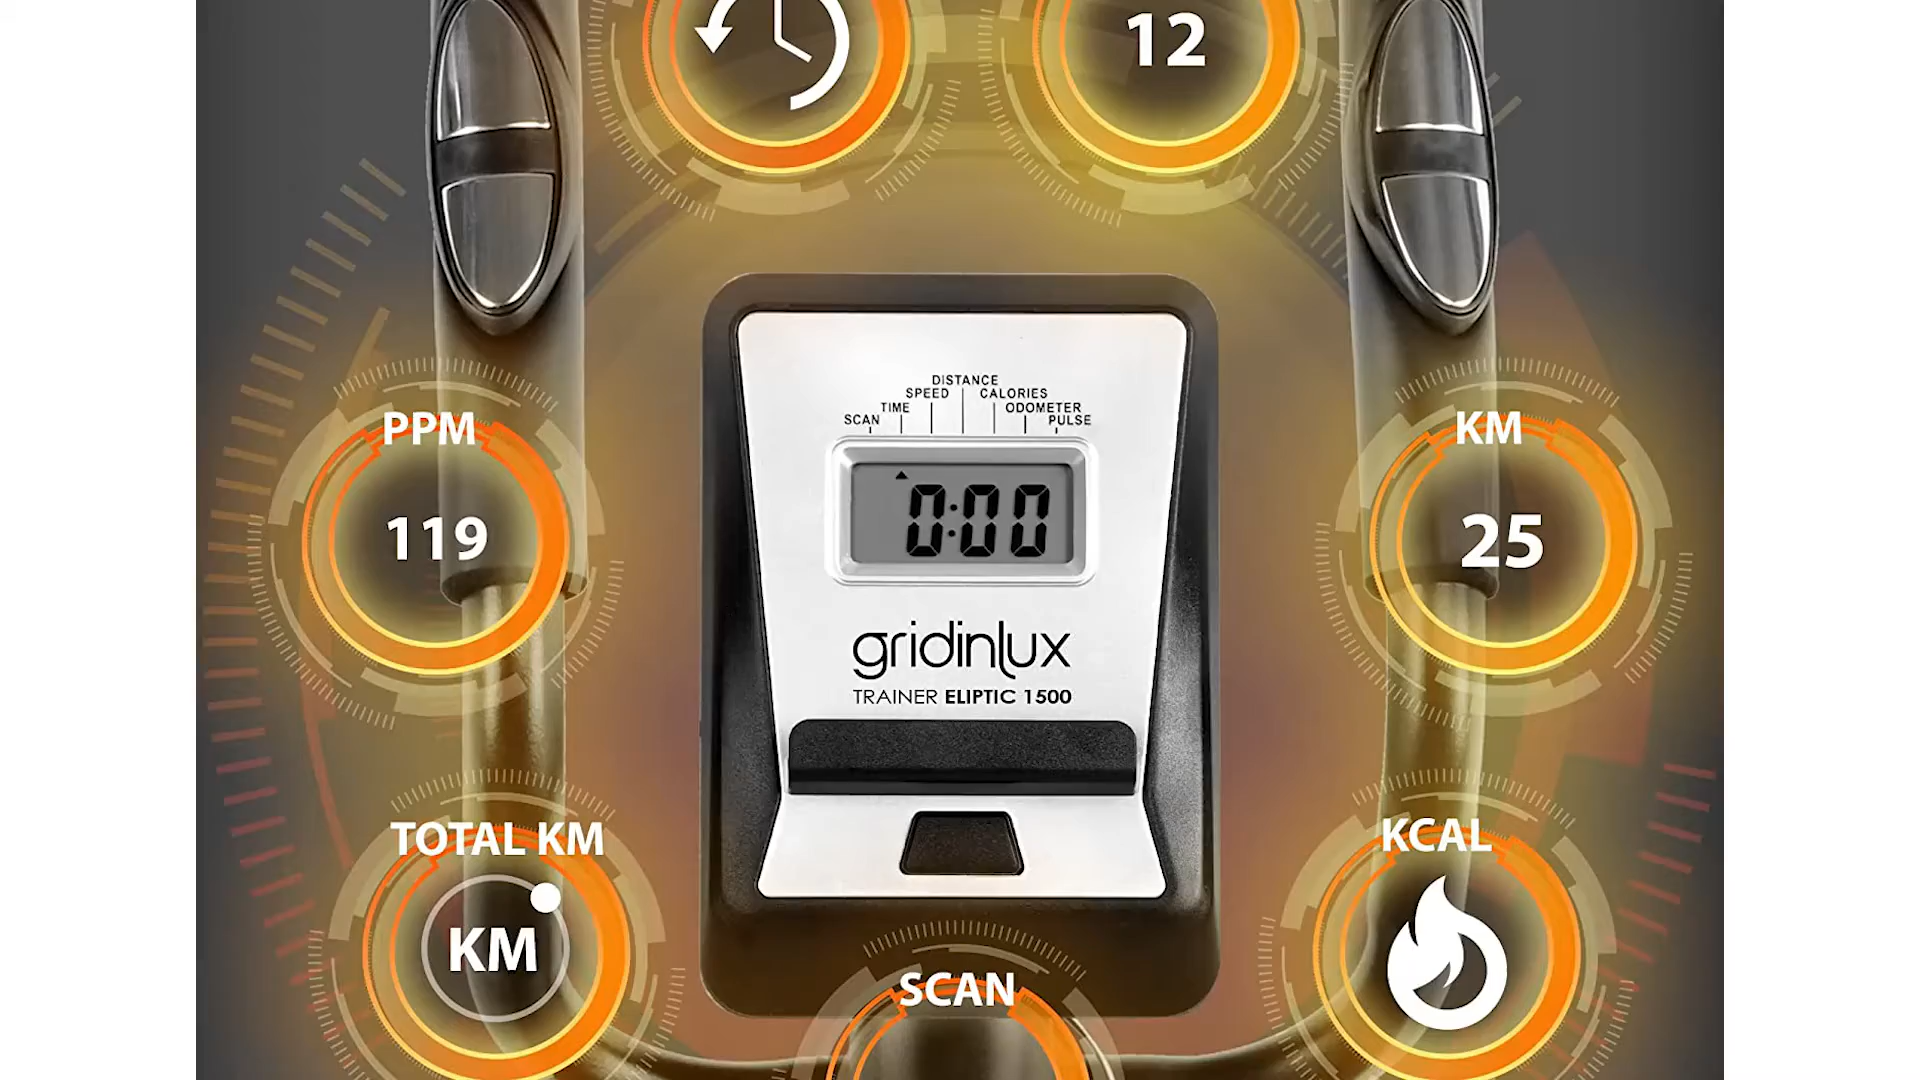 12
DISTANCE
SPEED CALORIES
TIME ODOMETER
SCAN PULSE
PPM
KM
0:00
119
25
gridinlux
TRAINER ELIPTIC 1500
TOTAL KM
KCAL
KM
SCAN